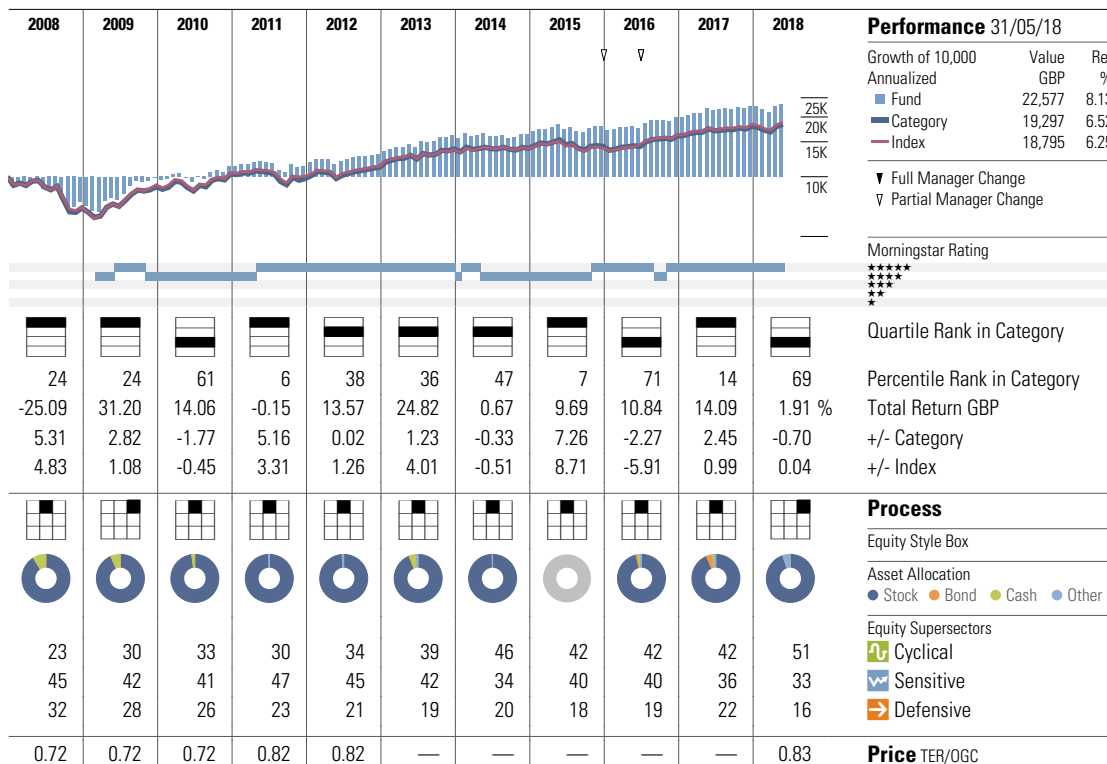 2008 2009 2010 2011 2012 2013 2014 2015 2016 2017 2018 Performance 31/05/18
Growth of 10,000 Value Re
Annualized GBP %
Fund 22,577 8.13
Category 19,297 6.52
Index 18,795 6.29
25K
20K
15K
10K
Full Manager Change
Partial Manager Change
Morningstar Rating
★★★★★
★★★★
★★★
★★
★
Quartile Rank in Category
24 24 61 6 38 36 47 7 71 14 69 Percentile Rank in Category
-25.09 31.20 14.06 -0.15 13.57 24.82 0.67 9.69 10.84 14.09 1.91 % Total Return GBP
5.31 2.82 -1.77 5.16 0.02 1.23 -0.33 7.26 -2.27 2.45 -0.70 +/- Category
4.83 1.08 -0.45 3.31 1.26 4.01 -0.51 8.71 -5.91 0.99 0.04 +/- Index
Process
Equity Style Box
Asset Allocation
Stock Bond Cash Other
Equity Supersectors
23 30 33 30 34 39 46 42 42 42 51 Cyclical
45 42 41 47 45 42 34 40 40 36 33 Sensitive
32 28 26 23 21 19 20 18 19 22 16 Defensive
0.72 0.72 0.72 0.82 0.82 — — — — — 0.83 Price TER/OGC